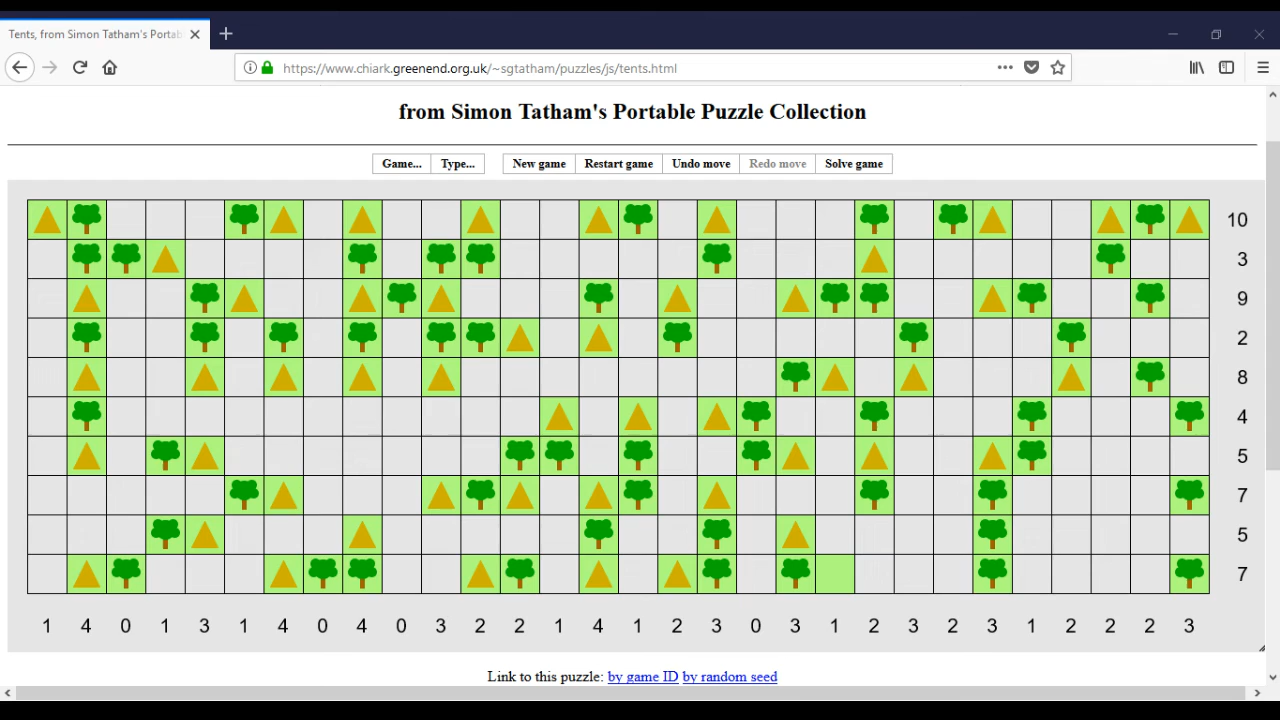 Tents, from Simon Tatham's Portab
https://www.chiark.greenend.org.uk/~sgtatham/puzzles/js/tents.html
from Simon Tatham's Portable Puzzle Collection
Game... Type... New game Restart game Undo move Redo move Solve game
10
3
9
2
8
4
5
7
5
7
1 4 0 1 3 1 4 0 4 0 3 2 2 1 4 1 2 3 0 3 1 2 3 2 3 1 2 2 2 3
Link to this puzzle: by game ID by random seed